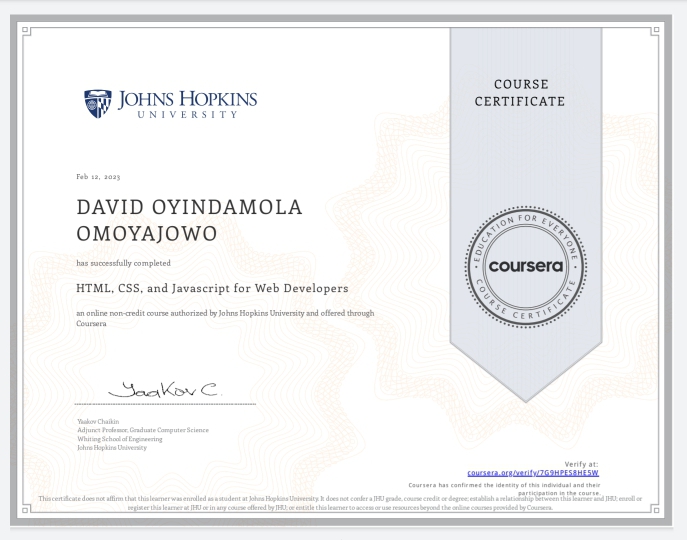 JOHNS HOPKINS
UNIVERSITY
COURSE
CERTIFICATE
Feb 12, 2023
DAVID OYINDAMOLA
OMOYAJOWO
has successfully completed
HTML, CSS, and Javascript for Web Developers
an online non-credit course authorized by Johns Hopkins University and offered through
Coursera
EDUCATION FOR EVERYONE
coursera
COURSE CERTIFICATE
Yaakov C.
Yaakov Chaikin
Adjunct Professor, Graduate Computer Science
Whiting School of Engineering
Johns Hopkins University
Verify at:
coursera.org/verify/7G9HPES8HESW
Coursera has confirmed the identity of this individual and their
participation in the course.
This certificate does not affirm that this learner was enrolled as a student at Johns Hopkins University. It does not confer a JHU grade, course credit or degree; establish a relationship between this learner and JHU; enroll or
register this learner at JHU or in any course offered by JHU; or entitle this learner to access or use resources beyond the online courses provided by Coursera.